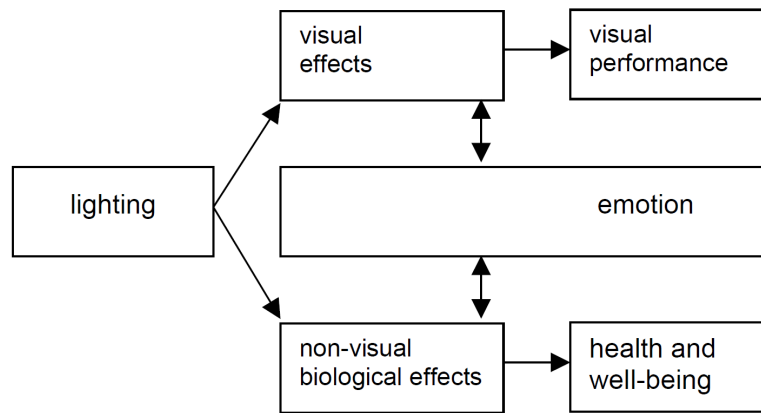 visual
effects
visual
performance
lighting
emotion
non-visual
biological effects
health and
well-being